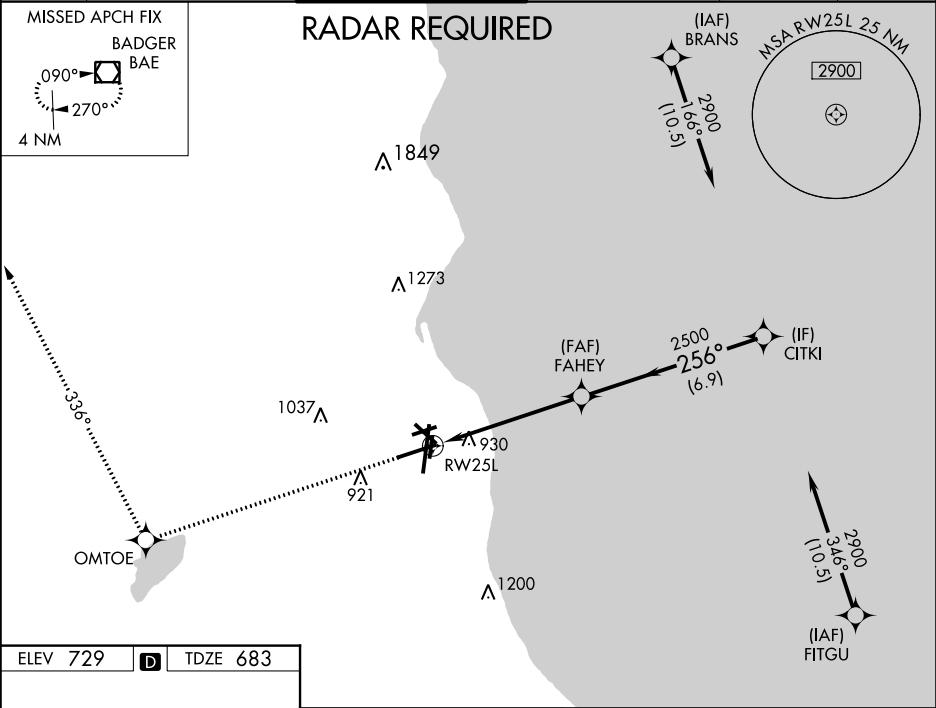 MISSED APCH FIX
BADGER
BAE
090°
270°
4 NM
RADAR REQUIRED
(IAF)
BRANS
2900
166°
(10.5)
MSA RW25L 25 NM
2900
1849
1273
(FAF)
FAHEY
2500
256°
(6.9)
(IF)
CITKI
336°
1037
930
RW25L
921
OMTOE
1200
2900
346°
(10.5)
(IAF)
FITGU
ELEV 729 D TDZE 683